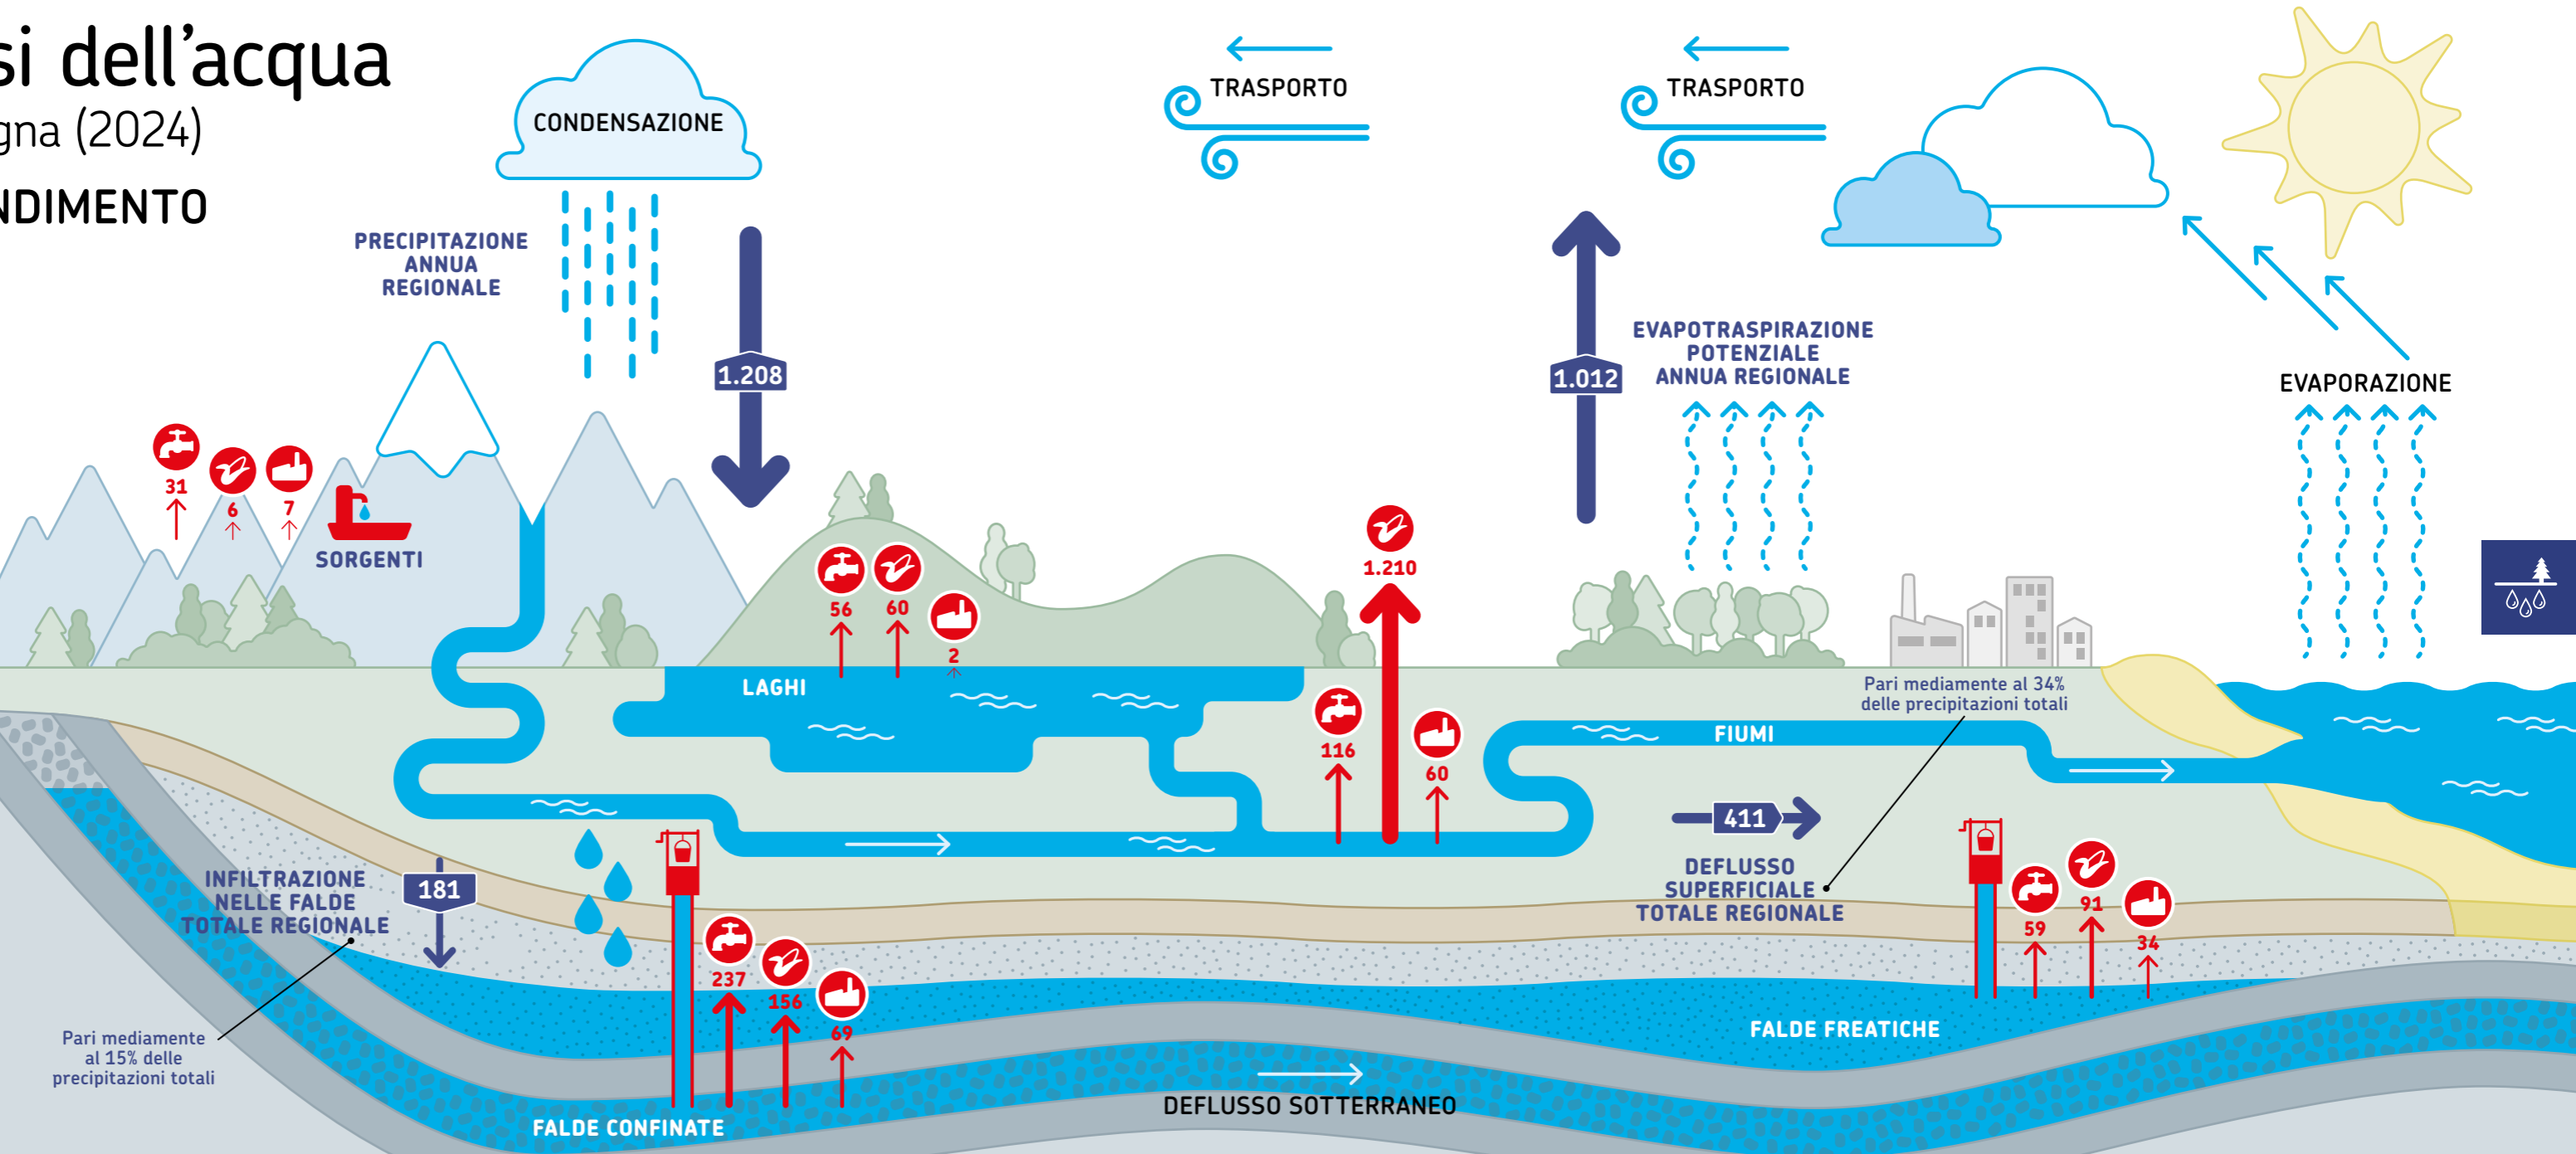 si dell'acqua
gna (2024)
NDIMENTO
CONDENSAZIONE
TRASPORTO
TRASPORTO
PRECIPITAZIONE
ANNUA
REGIONALE
1.208
1.012
EVAPOTRASPIRAZIONE
POTENZIALE
ANNUA REGIONALE
EVAPORAZIONE
31
6
7
SORGENTI
56
60
2
1.210
LAGHI
116
60
FIUMI
Pari mediamente al 34%
delle precipitazioni totali
411
DEFLUSSO
SUPERFICIALE
TOTALE REGIONALE
INFILTRAZIONE
NELLE FALDE
TOTALE REGIONALE
181
Pari mediamente
al 15% delle
precipitazioni totali
237
156
69
59
91
34
FALDE FREATICHE
DEFLUSSO SOTTERRANEO
FALDE CONFINATE